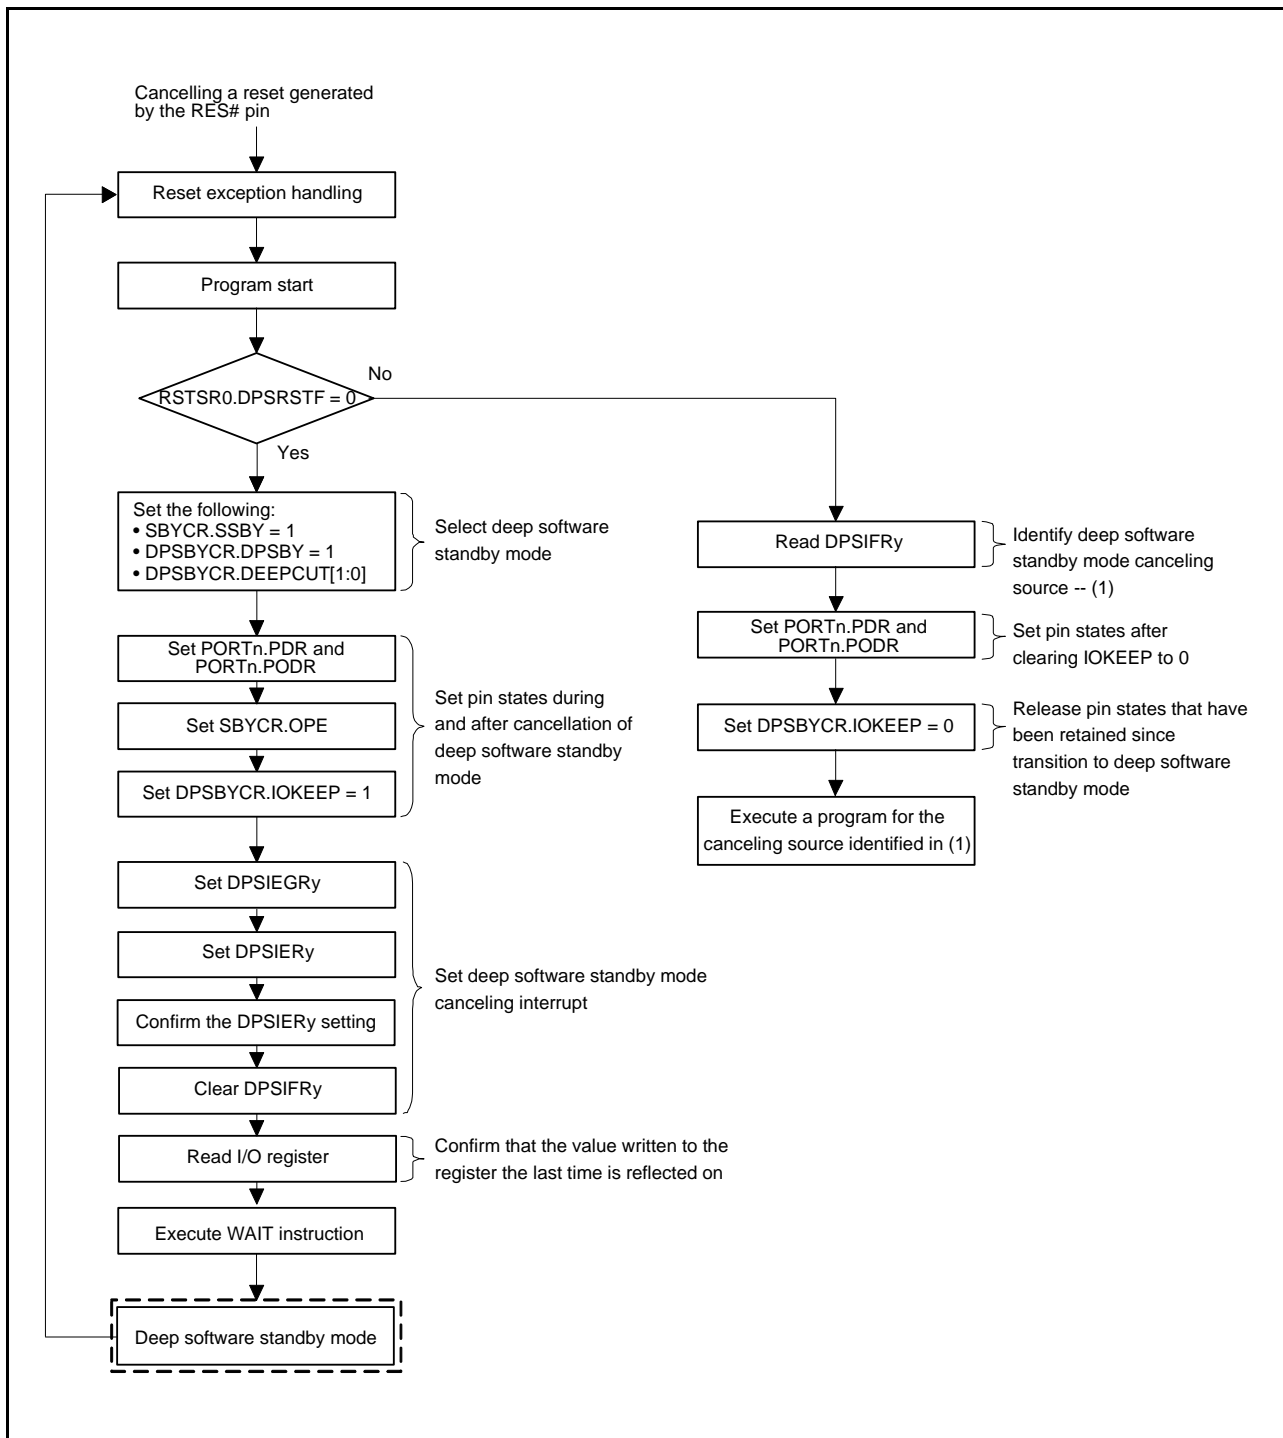 Cancelling a reset generated
by the RES# pin
Reset exception handling
Program start
No
RSTSR0.DPSRSTF = 0
Yes
Set the following:
• SBYCR.SSBY = 1
• DPSBYCR.DPSBY = 1
• DPSBYCR.DEEPCUT[1:0]
Select deep software
standby mode
Set PORTn.PDR and
PORTn.PODR
Set SBYCR.OPE
Set DPSBYCR.IOKEEP = 1
Set pin states during
and after cancellation of
deep software standby
mode
Set DPSIEGRy
Set DPSIERy
Confirm the DPSIERy setting
Clear DPSIFRy
Set deep software standby mode
canceling interrupt
Read I/O register
Confirm that the value written to the
register the last time is reflected on
Execute WAIT instruction
Deep software standby mode
Read DPSIFRy
Identify deep software
standby mode canceling
source -- (1)
Set PORTn.PDR and
PORTn.PODR
Set pin states after
clearing IOKEEP to 0
Set DPSBYCR.IOKEEP = 0
Release pin states that have
been retained since
transition to deep software
standby mode
Execute a program for the
canceling source identified in (1)